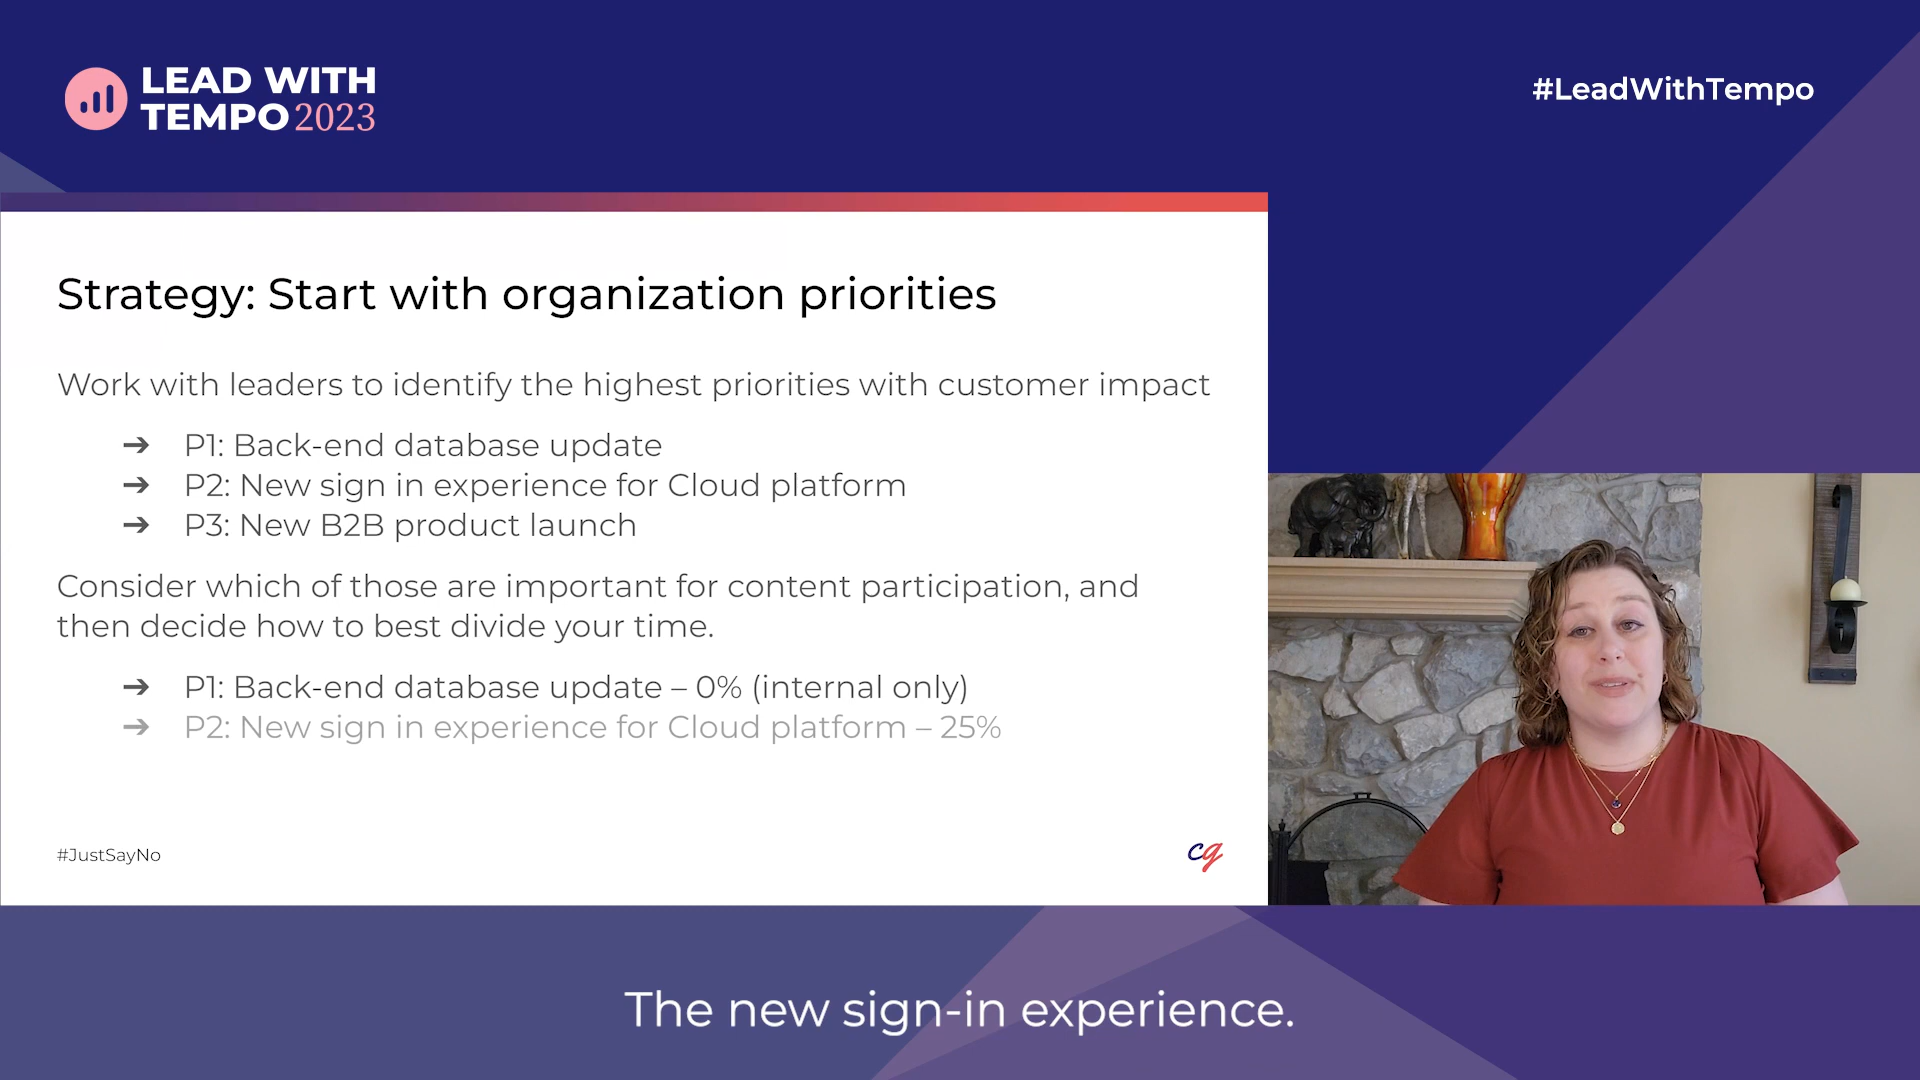 LEAD WITH
TEMPO 2023
#LeadWithTempo
Strategy: Start with organization priorities
Work with leaders to identify the highest priorities with customer impact
➔ P1: Back-end database update
➔ P2: New sign in experience for Cloud platform
➔ P3: New B2B product launch
Consider which of those are important for content participation, and
then decide how to best divide your time.
➔ P1: Back-end database update – 0% (internal only)
➔ P2: New sign in experience for Cloud platform – 25%
#JustSayNo
cg
The new sign-in experience.